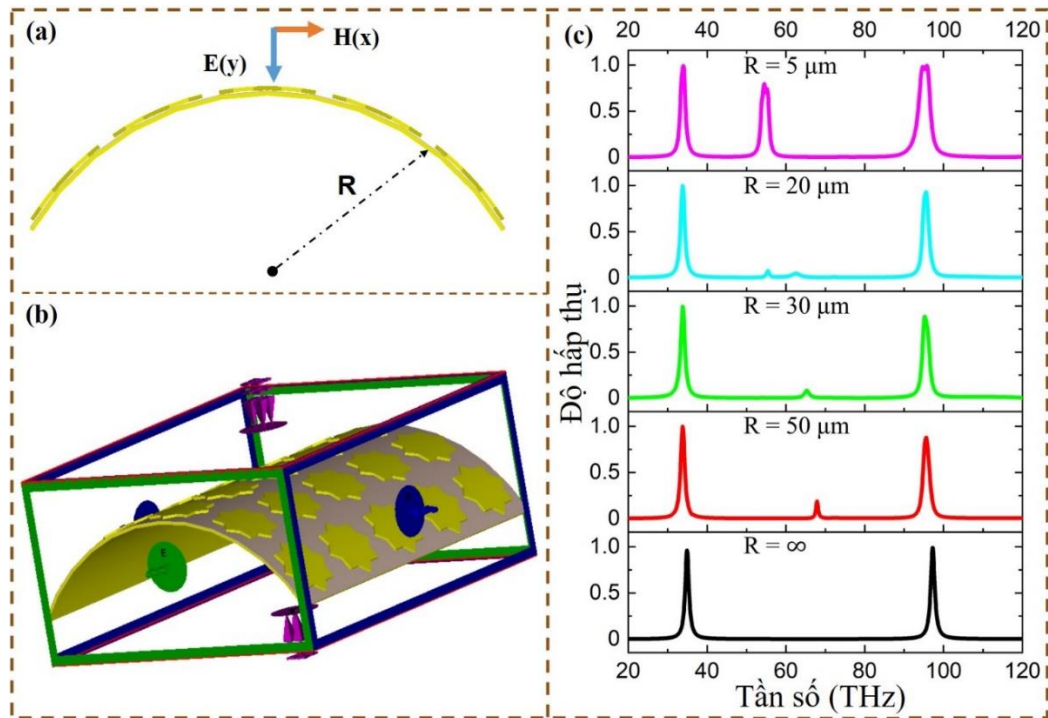 (a)
H(x)
E(y)
R
(b)
E
(c)
20 40 60 80 100 120
R = 5 μm
1.0
0.5
0
R = 20 μm
1.0
0.5
0
R = 30 μm
1.0
0.5
0
R = 50 μm
1.0
0.5
0
R = ∞
1.0
0.5
0
Độ hấp thụ
20 40 60 80 100 120
Tần số (THz)